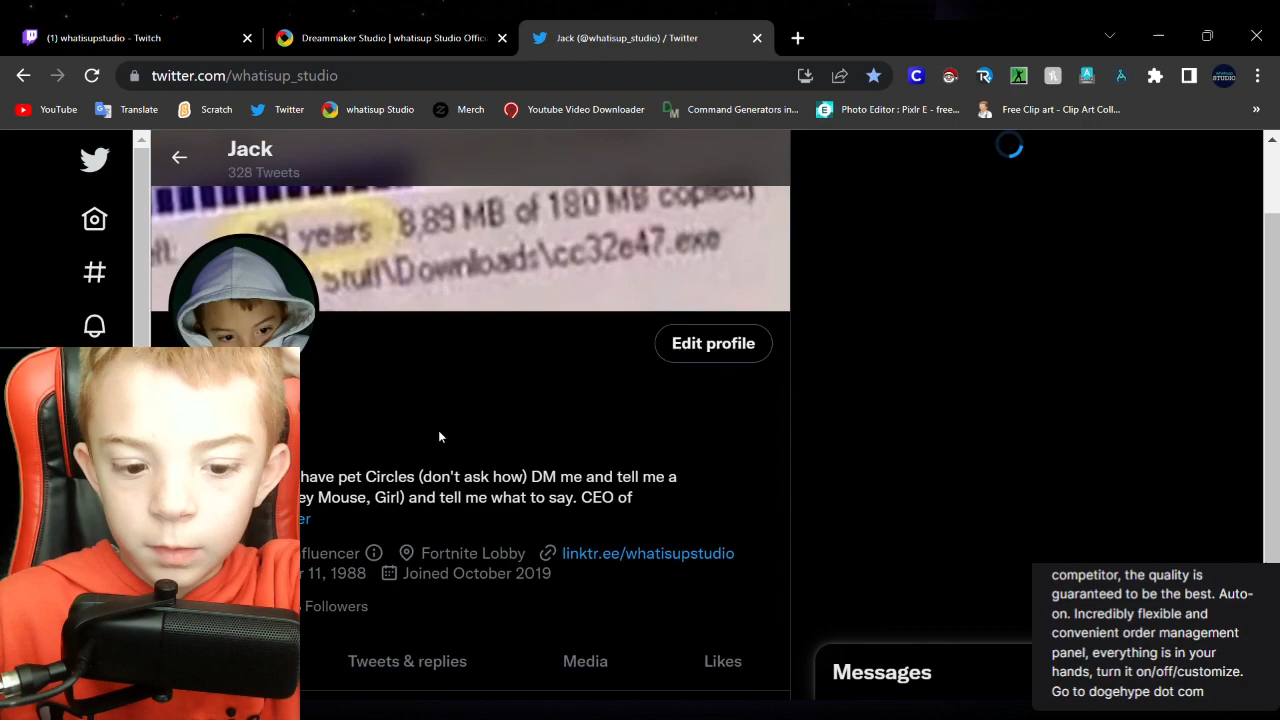 (1) whatisupstudio - Twitch
Dreammaker Studio | whatisup Studio Offici
Jack (@whatisup_studio) / Twitter
twitter.com/whatisup_studio
YouTube
Translate
Scratch
Twitter
whatisup Studio
Merch
Youtube Video Downloader
Command Generators in...
Photo Editor : Pixlr E - free...
Free Clip art - Clip Art Coll...
Jack
328 Tweets
years 8,89 MB of 180 MB copied)
Stuff\Downloads\cc32e47.exe
Edit profile
have pet Circles (don't ask how) DM me and tell me a
ey Mouse, Girl) and tell me what to say. CEO of
er
fluencer
Fortnite Lobby
linktr.ee/whatisupstudio
r 11, 1988
Joined October 2019
Followers
Tweets & replies
Media
Likes
Messages
competitor, the quality is
guaranteed to be the best. Auto-
on. Incredibly flexible and
convenient order management
panel, everything is in your
hands, turn it on/off/customize.
Go to dogehype dot com